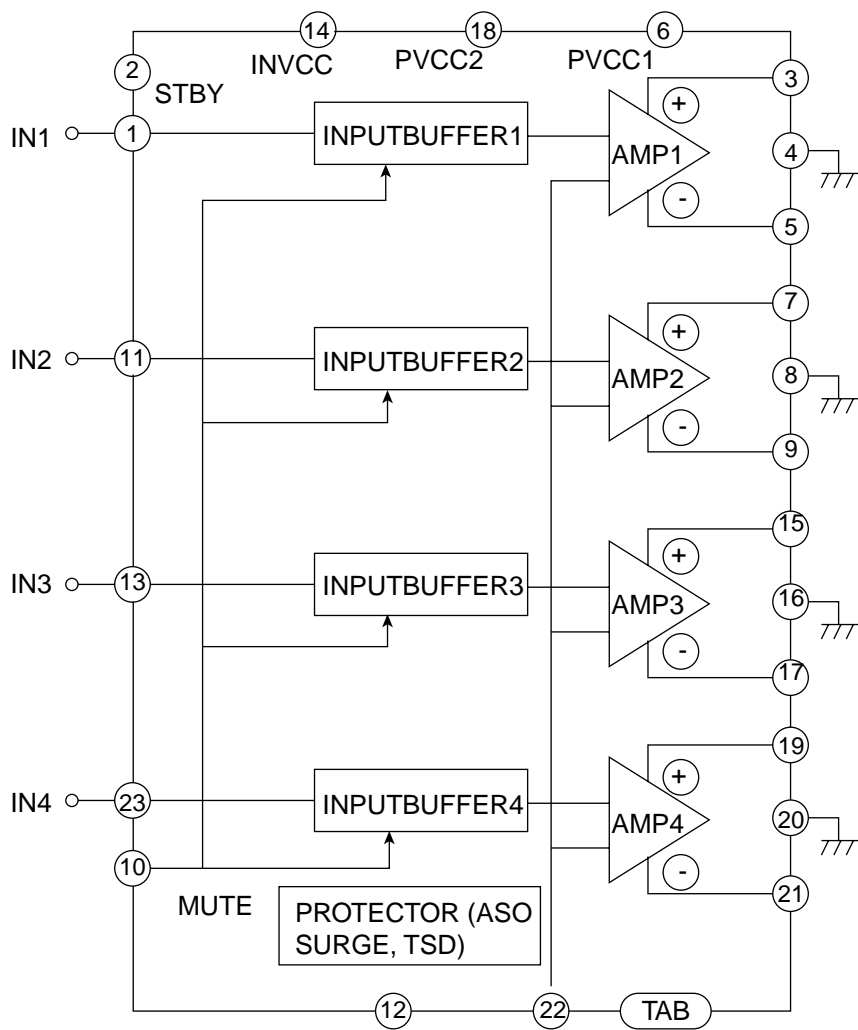 14
18
6
2
INVCC
PVCC2
PVCC1
3
STBY
+
IN1
1
INPUTBUFFER1
AMP1
4
-
5
7
+
IN2
11
INPUTBUFFER2
AMP2
8
-
9
15
+
IN3
13
INPUTBUFFER3
AMP3
16
-
17
19
+
IN4
23
INPUTBUFFER4
AMP4
20
10
-
21
MUTE
PROTECTOR (ASO
SURGE, TSD)
12
22
TAB